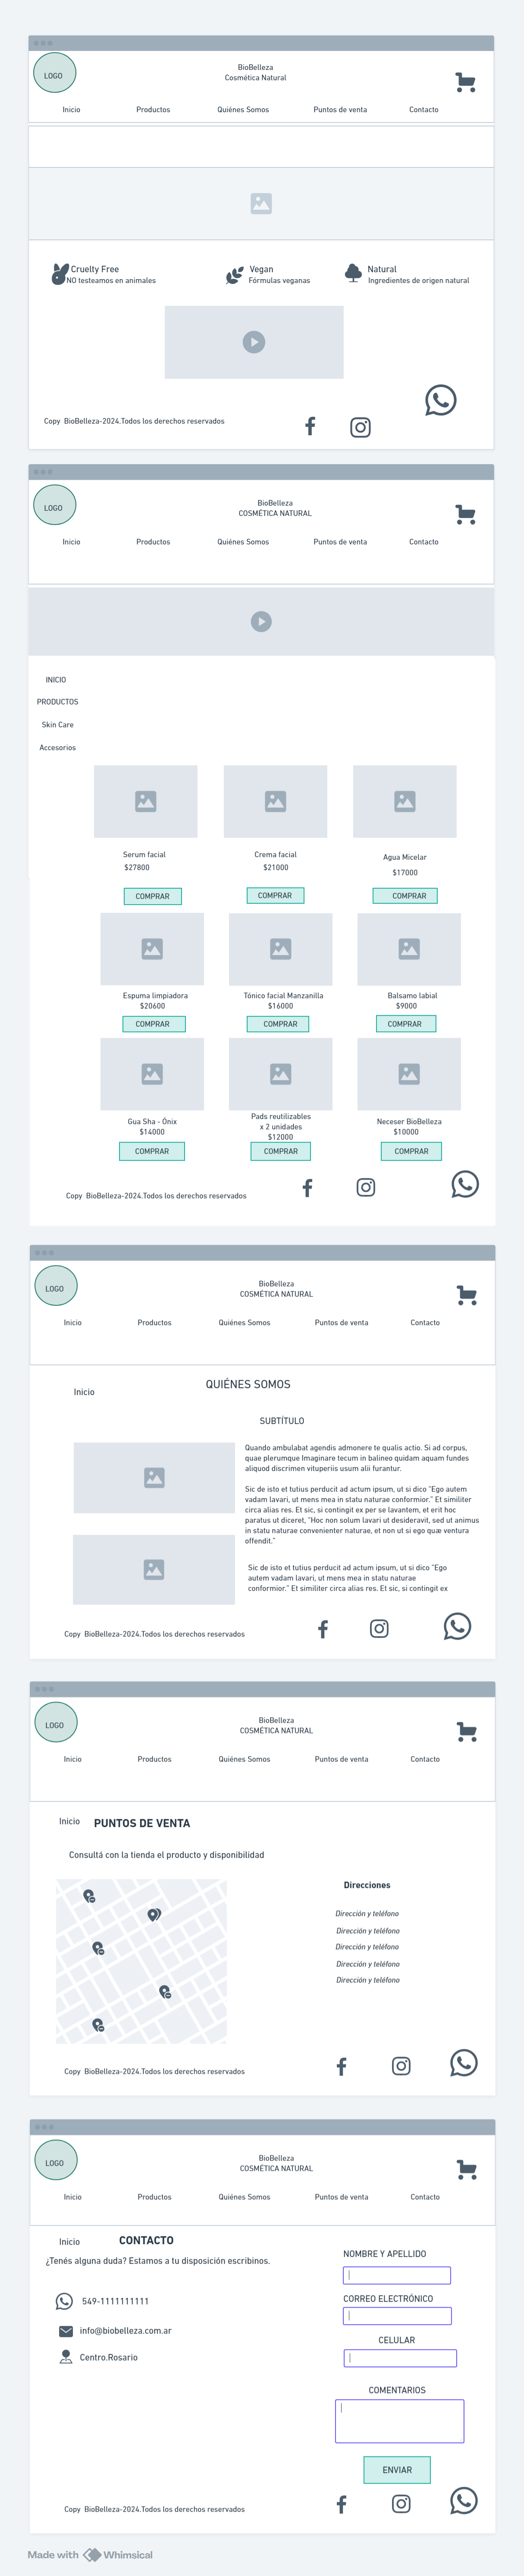 LOGO
BioBelleza
Cosmética Natural
Inicio Productos Quiénes Somos Puntos de venta Contacto
Cruelty Free
NO testeamos en animales
Vegan
Fórmulas veganas
Natural
Ingredientes de origen natural
Copy BioBelleza-2024.Todos los derechos reservados
LOGO
BioBelleza
COSMÉTICA NATURAL
Inicio Productos Quiénes Somos Puntos de venta Contacto
INICIO
PRODUCTOS
Skin Care
Accesorios
Serum facial
$27800
COMPRAR
Crema facial
$21000
COMPRAR
Agua Micelar
$17000
COMPRAR
Espuma limpiadora
$20600
COMPRAR
Tónico facial Manzanilla
$16000
COMPRAR
Balsamo labial
$9000
COMPRAR
Gua Sha - Ónix
$14000
COMPRAR
Pads reutilizables
x 2 unidades
$12000
COMPRAR
Neceser BioBelleza
$10000
COMPRAR
Copy BioBelleza-2024.Todos los derechos reservados
LOGO
BioBelleza
COSMÉTICA NATURAL
Inicio Productos Quiénes Somos Puntos de venta Contacto
Inicio
QUIÉNES SOMOS
SUBTÍTULO
Quando ambulabat agendis admonere te qualis actio. Si ad corpus,
quae plerumque Imaginare tecum in balineo quidam aquam fundes
aliquod discrimen vituperiis usum alii furantur.
Sic de isto et tutius perducit ad actum ipsum, ut si dico "Ego autem
vadam lavari, ut mens mea in statu naturae conformior." Et similiter
circa alias res. Et sic, si contingit ex per se lavantem, et erit hoc
paratus ut diceret, "Hoc non solum lavari ut desideravit, sed ut animus
in statu naturae convenienter naturae, et non ut si ego quæ ventura
offendit."
Sic de isto et tutius perducit ad actum ipsum, ut si dico "Ego
autem vadam lavari, ut mens mea in statu naturae
conformior." Et similiter circa alias res. Et sic, si contingit ex
Copy BioBelleza-2024.Todos los derechos reservados
LOGO
BioBelleza
COSMÉTICA NATURAL
Inicio Productos Quiénes Somos Puntos de venta Contacto
Inicio
PUNTOS DE VENTA
Consultá con la tienda el producto y disponibilidad
Direcciones
Dirección y teléfono
Dirección y teléfono
Dirección y teléfono
Dirección y teléfono
Dirección y teléfono
Copy BioBelleza-2024.Todos los derechos reservados
LOGO
BioBelleza
COSMÉTICA NATURAL
Inicio Productos Quiénes Somos Puntos de venta Contacto
Inicio
CONTACTO
¿Tenés alguna duda? Estamos a tu disposición escribinos.
549-1111111111
info@biobelleza.com.ar
Centro.Rosario
NOMBRE Y APELLIDO
CORREO ELECTRÓNICO
CELULAR
COMENTARIOS
ENVIAR
Copy BioBelleza-2024.Todos los derechos reservados
Made with Whimsical